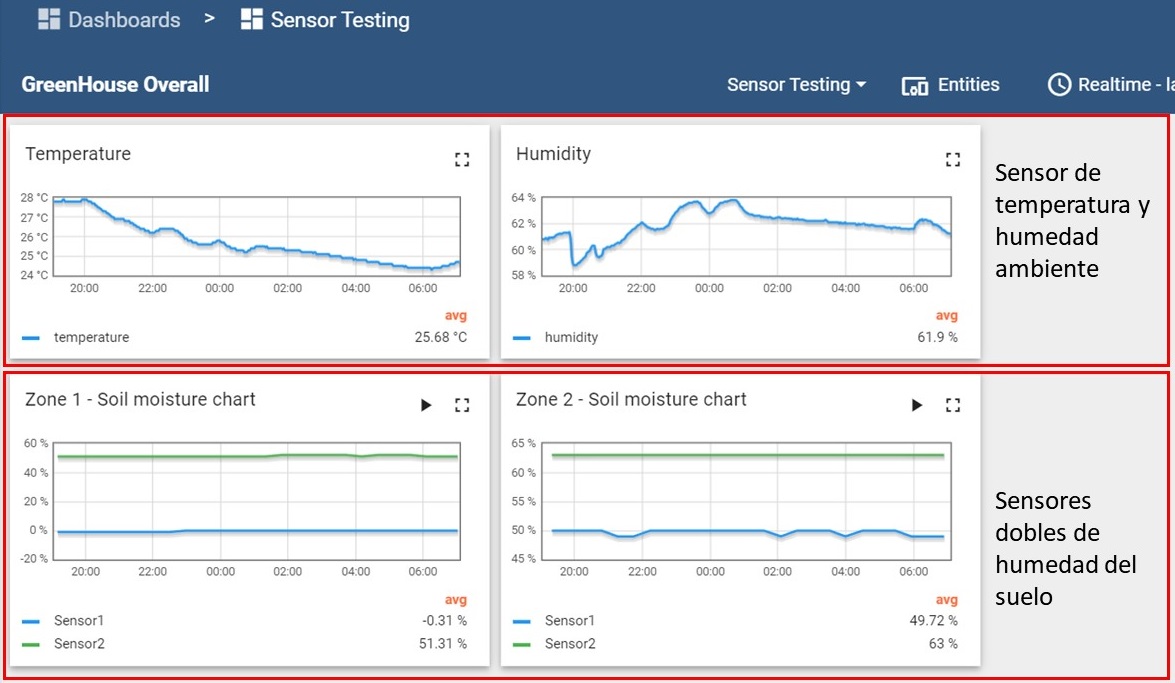 Dashboards > Sensor Testing
GreenHouse Overall Sensor Testing Entities Realtime - la
Temperature
28 °C
27 °C
26 °C
25 °C
24 °C
20:00 22:00 00:00 02:00 04:00 06:00
avg
temperature 25.68 °C
Humidity
64 %
62 %
60 %
58 %
20:00 22:00 00:00 02:00 04:00 06:00
avg
humidity 61.9 %
Sensor de
temperatura y
humedad
ambiente
Zone 1 - Soil moisture chart
60 %
40 %
20 %
0 %
-20 %
20:00 22:00 00:00 02:00 04:00 06:00
avg
Sensor1 -0.31 %
Sensor2 51.31 %
Zone 2 - Soil moisture chart
65 %
60 %
55 %
50 %
45 %
20:00 22:00 00:00 02:00 04:00 06:00
avg
Sensor1 49.72 %
Sensor2 63 %
Sensores
dobles de
humedad del
suelo